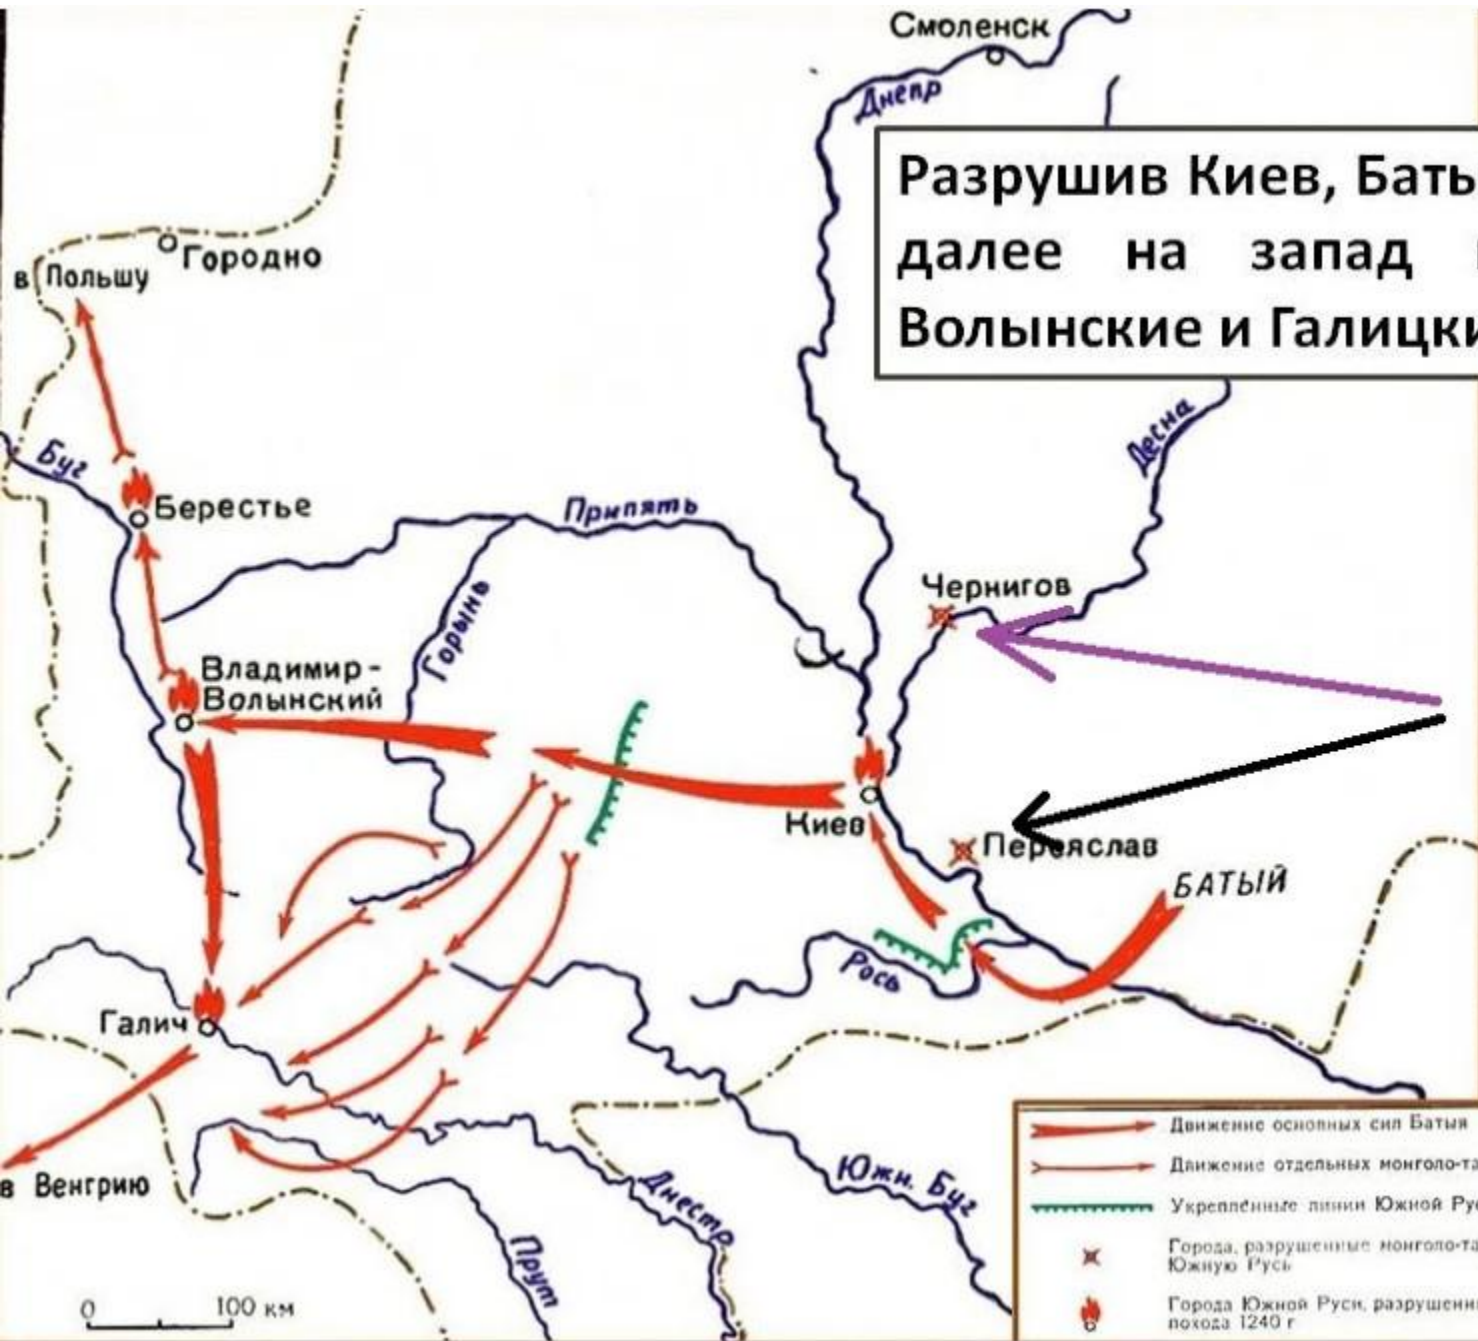 Смоленск
Днепр
Разрушив Киев, Баты
далее на запад
Волынские и Галицки
Городно
в Польшу
Десна
Буг
Берестье
Припять
Чернигов
Горынь
Владимир-
Волынский
Киев
Переяслав
БАТЫЙ
Рось
Галич
в Венгрию
Южн. Буг
Днестр
Прут
0 100 км
Движение основных сил Батыя
Движение отдельных монголо-та
Укреплённые линии Южной Рус
Города, разрушенные монголо-та
Южную Русь
Города Южной Руси, разрушенн
похода 1240 г